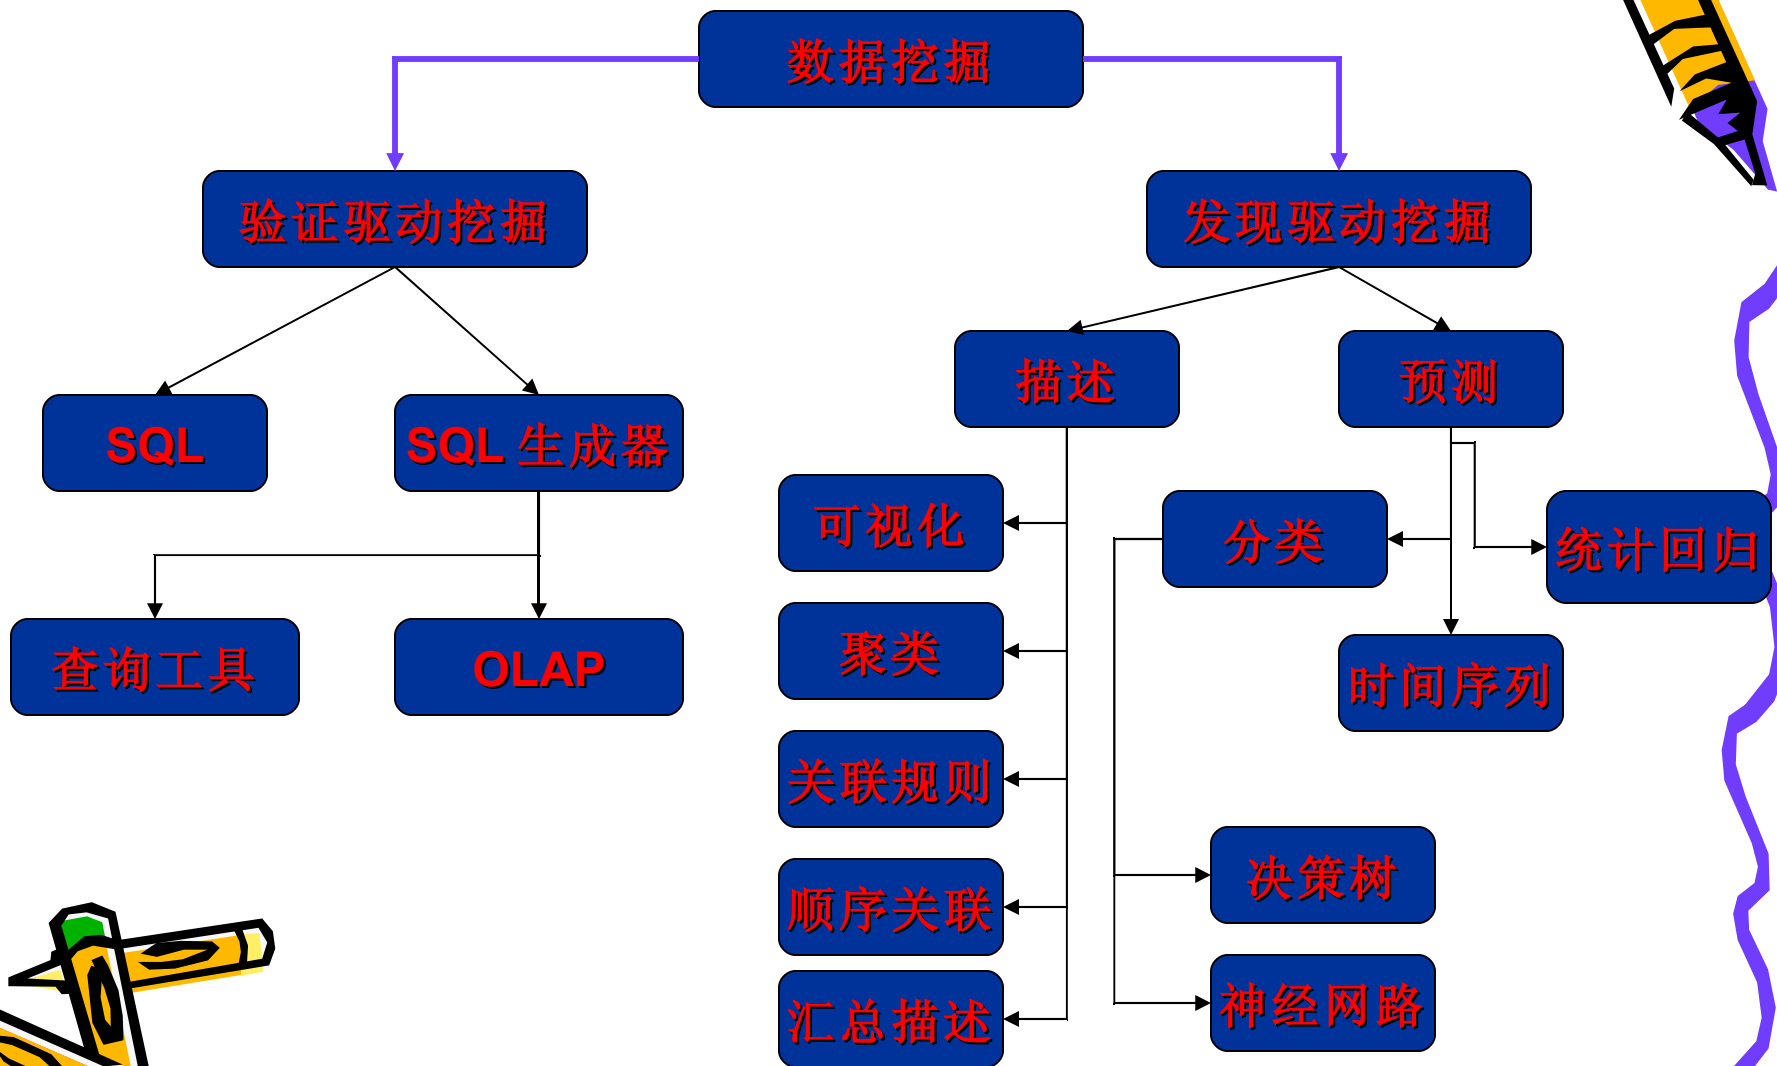 数据挖掘
验证驱动挖掘
发现驱动挖掘
描述
预测
SQL
SQL 生成器
可视化
分类
统计回归
查询工具
OLAP
聚类
时间序列
关联规则
决策树
顺序关联
神经网路
汇总描述